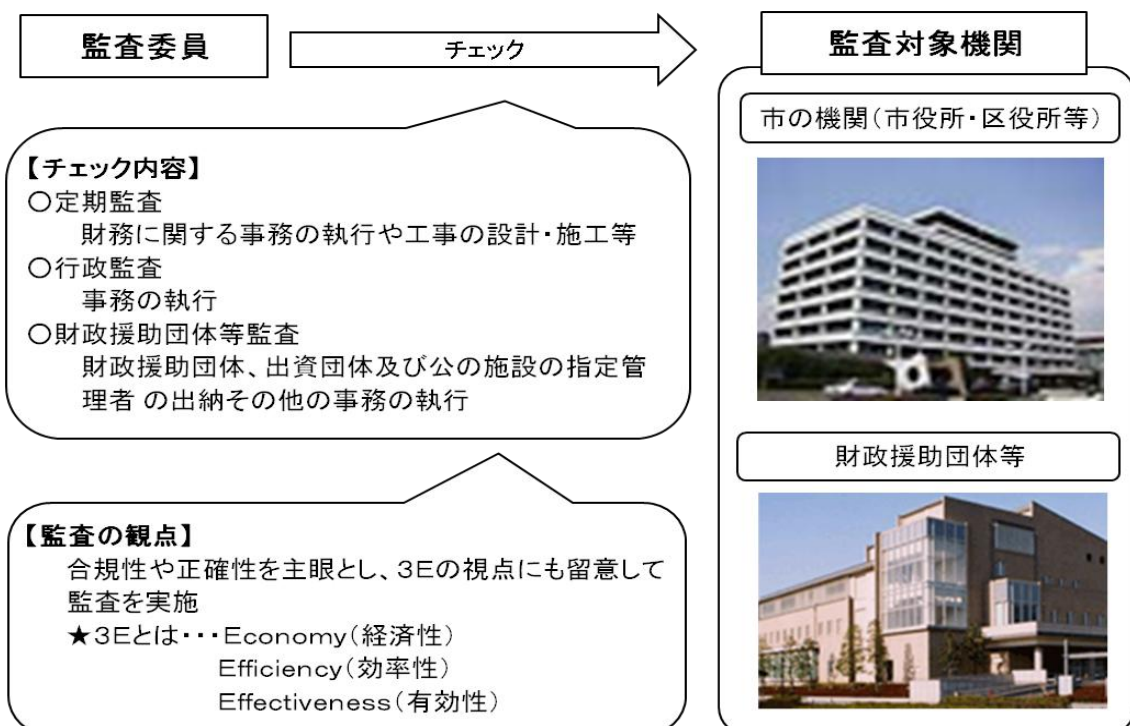 監査委員
チェック
監査対象機関
市の機関(市役所・区役所等)
【チェック内容】
○定期監査
財務に関する事務の執行や工事の設計・施工等
○行政監査
事務の執行
○財政援助団体等監査
財政援助団体、出資団体及び公の施設の指定管
理者 の出納その他の事務の執行
財政援助団体等
【監査の観点】
合規性や正確性を主眼とし、3Eの視点にも留意して
監査を実施
★3Eとは・・・Economy(経済性)
Efficiency(効率性)
Effectiveness(有効性)